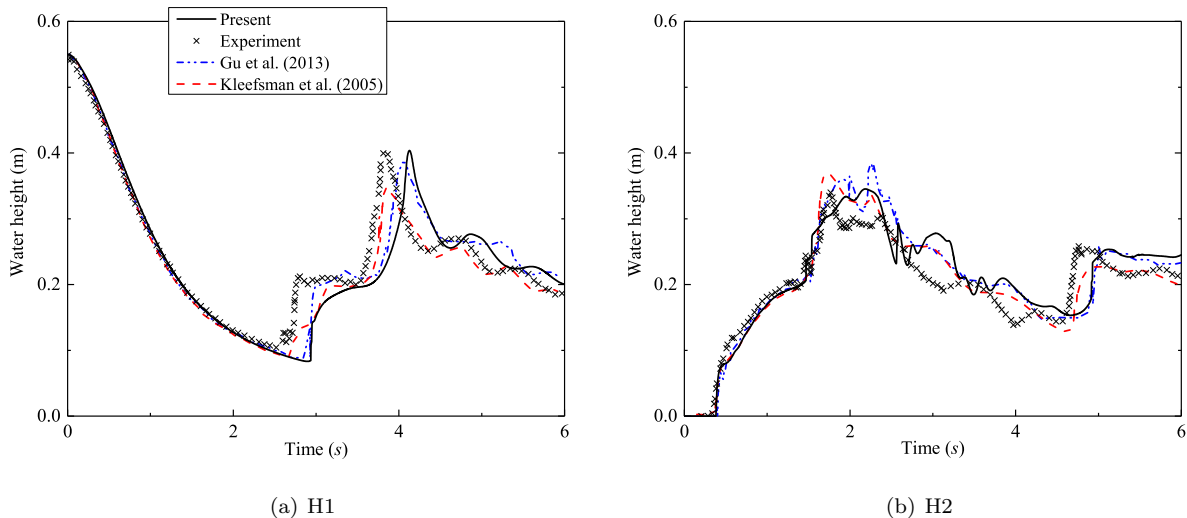 Present
Experiment
Gu et al. (2013)
Kleefsman et al. (2005)
0.6
0.4
0.2
0.0
Water height (m)
0
2
4
6
Time (s)
(a) H1
0.6
0.4
0.2
0.0
Water height (m)
0
2
4
6
Time (s)
(b) H2